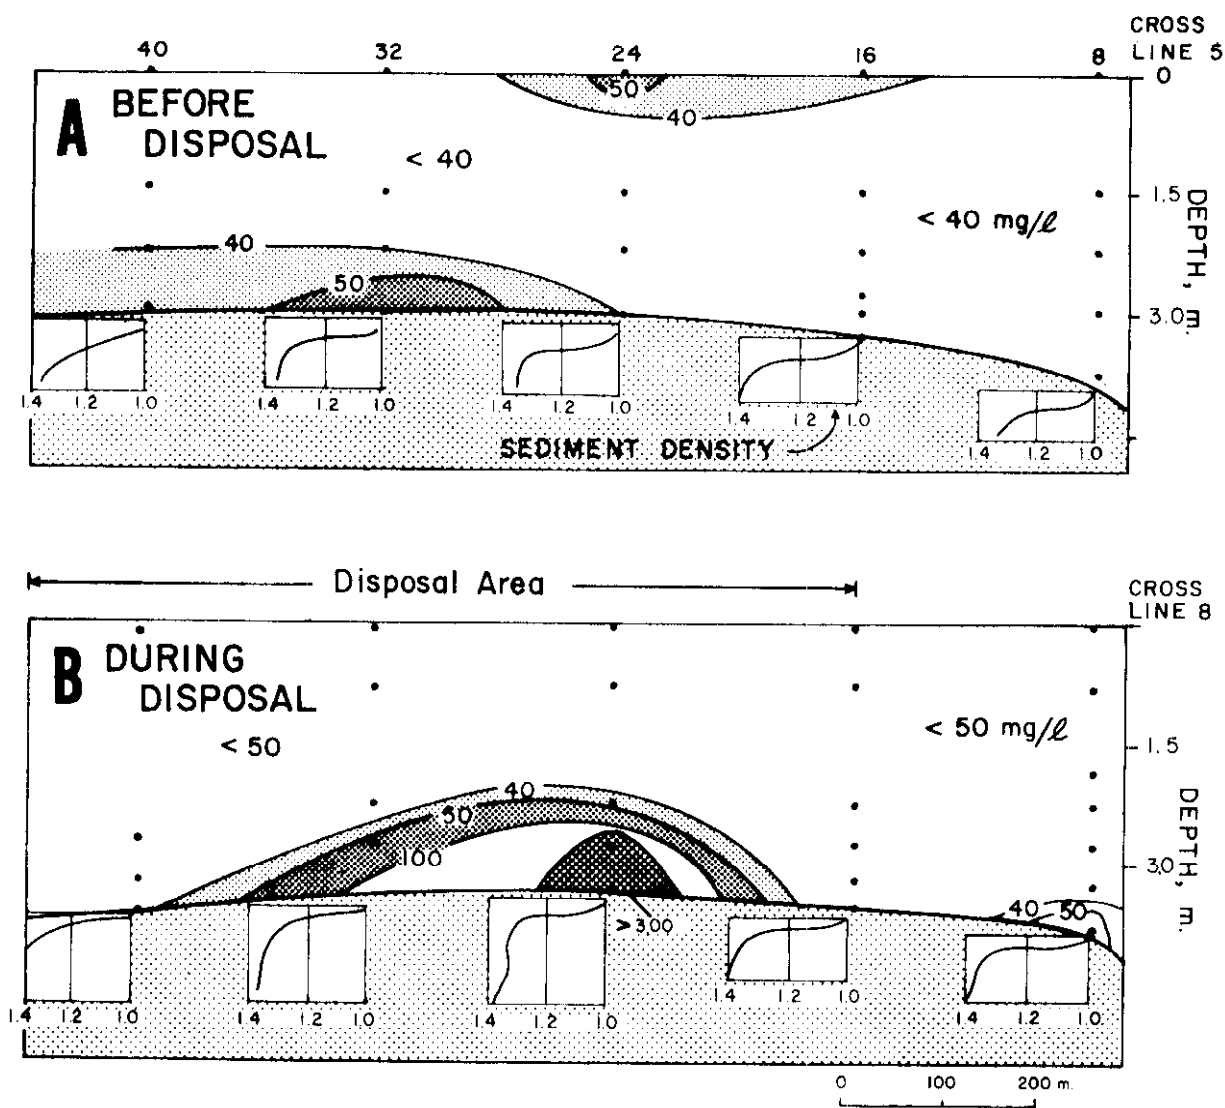 CROSS
LINE 5
40 32 24 16 8
A BEFORE
DISPOSAL
50
40
0
< 40
1.5
< 40 mg/l
DEPTH,
40
50
3.0 m.
1.4 1.2 1.0
1.4 1.2 1.0
1.4 1.2 1.0
1.4 1.2 1.0
1.4 1.2 1.0
SEDIMENT DENSITY
Disposal Area
CROSS
LINE 8
B DURING
DISPOSAL
< 50
< 50 mg/l
1.5
DEPTH, m.
40
50
100
3.0
>300
40 50
1.4 1.2 1.0
1.4 1.2 1.0
1.4 1.2 1.0
1.4 1.2 1.0
1.4 1.2 1.0
0 100 200 m.